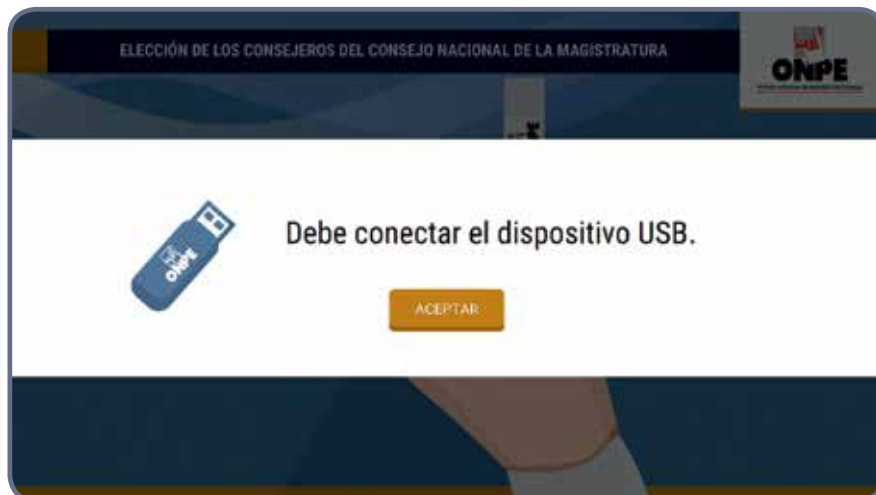 ELECCIÓN DE LOS CONSEJEROS DEL CONSEJO NACIONAL DE LA MAGISTRATURA
ONPE
Debe conectar el dispositivo USB.
ONPE
ACEPTAR